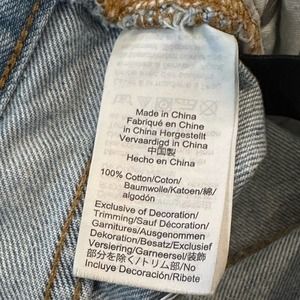 Made in China
Fabriqué en Chine
in China Hergestellt
Vervaardigd in China
中国製
Hecho en China
100% Cotton/Coton/
Baumwolle/Katoen/綿/
algodón
Exclusive of Decoration/
Trimming/Sauf Décoration/
Garnitures/Ausgenommen
Dekoration/Besatz/Exclusief
Versiering/Garneersel/装飾
部分を除く/トリム部/No
Incluye Decoración/Ribete